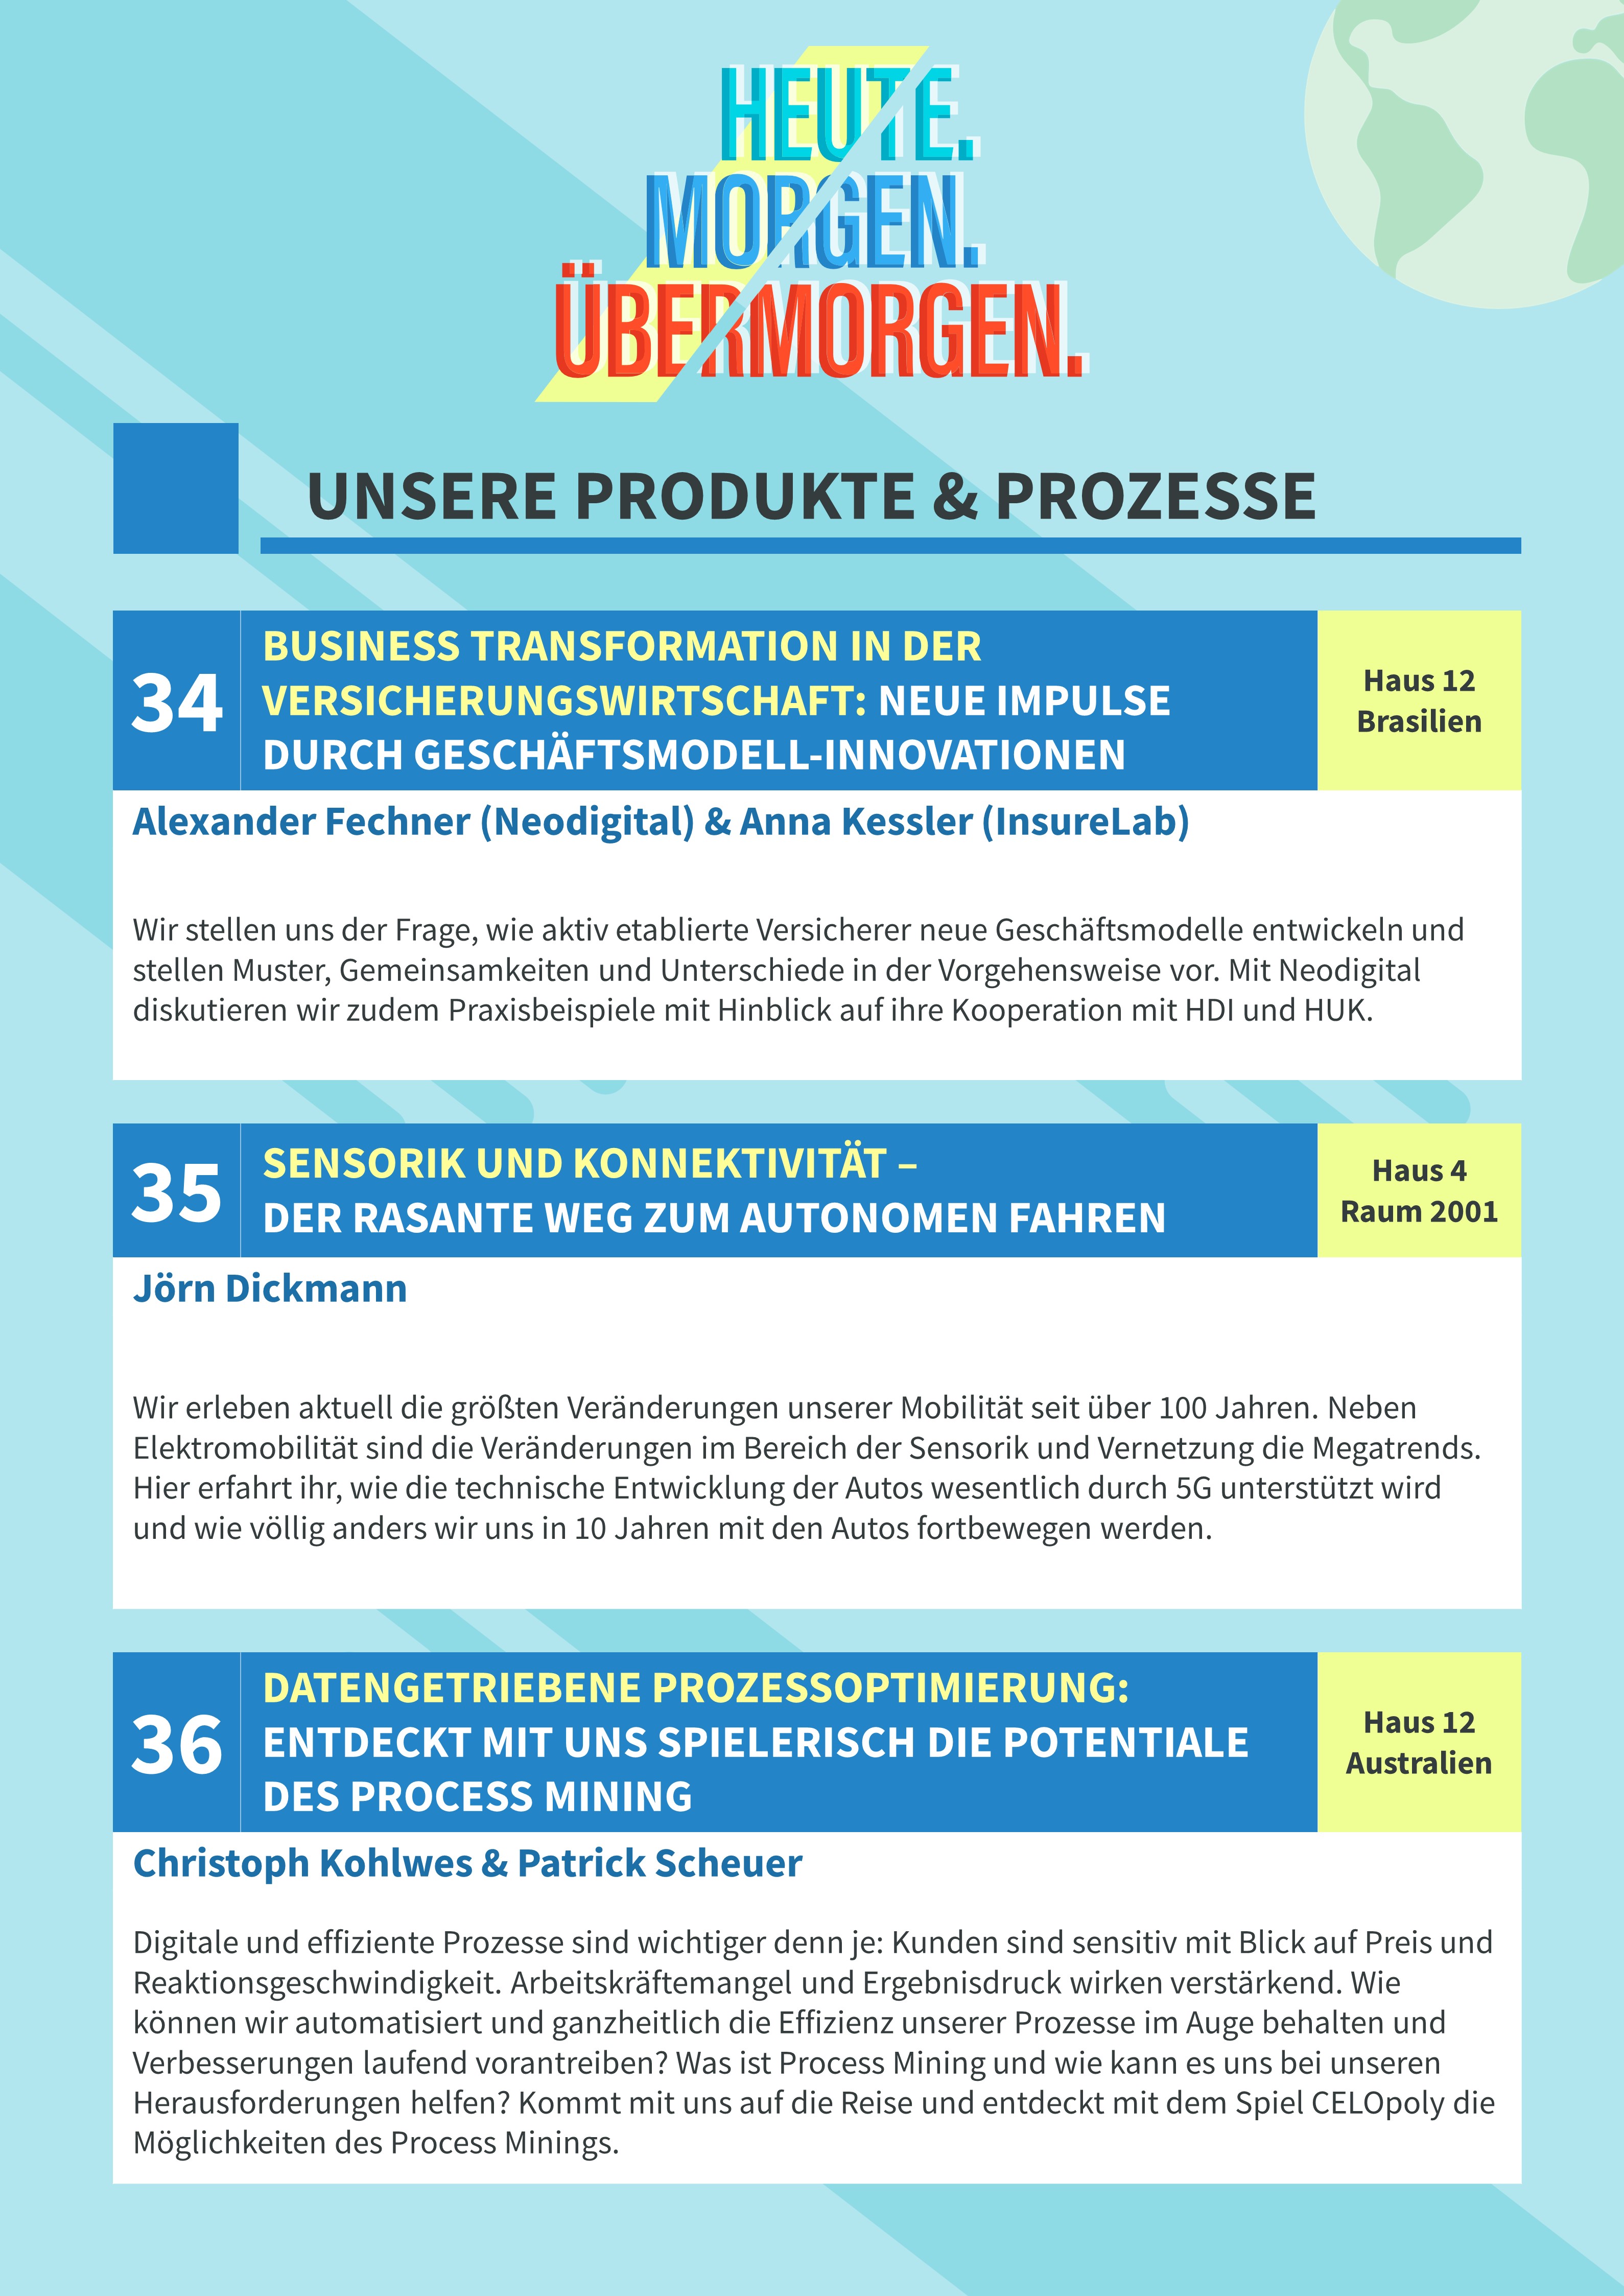 HEUTE.
MORGEN.
ÜBERMORGEN.
UNSERE PRODUKTE & PROZESSE
34
BUSINESS TRANSFORMATION IN DER
VERSICHERUNGSWIRTSCHAFT: NEUE IMPULSE
DURCH GESCHÄFTSMODELL-INNOVATIONEN
Haus 12
Brasilien
Alexander Fechner (Neodigital) & Anna Kessler (InsureLab)
Wir stellen uns der Frage, wie aktiv etablierte Versicherer neue Geschäftsmodelle entwickeln und
stellen Muster, Gemeinsamkeiten und Unterschiede in der Vorgehensweise vor. Mit Neodigital
diskutieren wir zudem Praxisbeispiele mit Hinblick auf ihre Kooperation mit HDI und HUK.
35
SENSORIK UND KONNEKTIVITÄT –
DER RASANTE WEG ZUM AUTONOMEN FAHREN
Haus 4
Raum 2001
Jörn Dickmann
Wir erleben aktuell die größten Veränderungen unserer Mobilität seit über 100 Jahren. Neben
Elektromobilität sind die Veränderungen im Bereich der Sensorik und Vernetzung die Megatrends.
Hier erfahrt ihr, wie die technische Entwicklung der Autos wesentlich durch 5G unterstützt wird
und wie völlig anders wir uns in 10 Jahren mit den Autos fortbewegen werden.
36
DATENGETRIEBENE PROZESSOPTIMIERUNG:
ENTDECKT MIT UNS SPIELERISCH DIE POTENTIALE
DES PROCESS MINING
Haus 12
Australien
Christoph Kohlwes & Patrick Scheuer
Digitale und effiziente Prozesse sind wichtiger denn je: Kunden sind sensitiv mit Blick auf Preis und
Reaktionsgeschwindigkeit. Arbeitskräftemangel und Ergebnisdruck wirken verstärkend. Wie
können wir automatisiert und ganzheitlich die Effizienz unserer Prozesse im Auge behalten und
Verbesserungen laufend vorantreiben? Was ist Process Mining und wie kann es uns bei unseren
Herausforderungen helfen? Kommt mit uns auf die Reise und entdeckt mit dem Spiel CELOpoly die
Möglichkeiten des Process Minings.